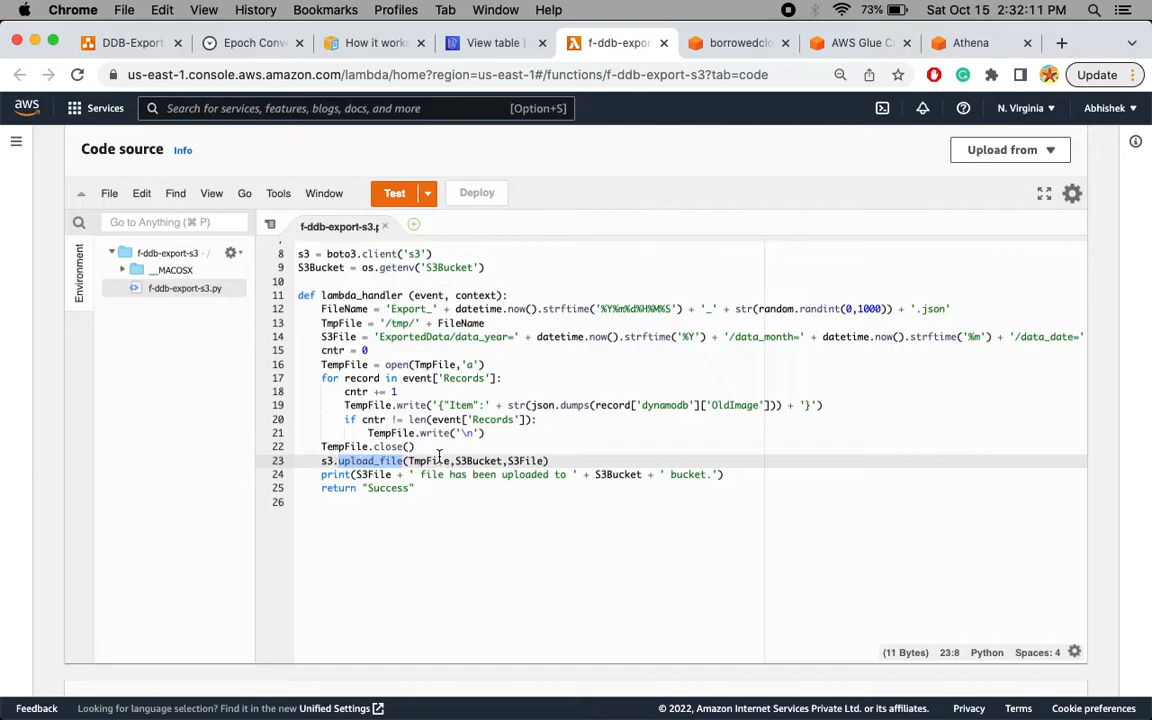 Chrome File Edit View History Bookmarks Profiles Tab Window Help 73% Sat Oct 15 2:32:11 PM
DDB-Export Epoch Conv How it works View table | f-ddb-expor borrowedclo AWS Glue Co Athena
us-east-1.console.aws.amazon.com/lambda/home?region=us-east-1#/functions/f-ddb-export-s3?tab=code Update
aws Services Search for services, features, blogs, docs, and more [Option+S] N. Virginia Abhishek
Code source Info Upload from
File Edit Find View Go Tools Window Test Deploy
Go to Anything (⌘ P) f-ddb-export-s3.p
Environment
f-ddb-export-s3 - /
__MACOSX
f-ddb-export-s3.py
7
8 s3 = boto3.client('s3')
9 S3Bucket = os.getenv('S3Bucket')
10
11 def lambda_handler (event, context):
12 FileName = 'Export_' + datetime.now().strftime('%Y%m%d%H%M%S') + '_' + str(random.randint(0,1000)) + '.json'
13 TmpFile = '/tmp/' + FileName
14 S3File = 'ExportedData/data_year=' + datetime.now().strftime('%Y') + '/data_month=' + datetime.now().strftime('%m') + '/data_date='
15 cntr = 0
16 TempFile = open(TmpFile,'a')
17 for record in event['Records']:
18 cntr += 1
19 TempFile.write('{"Item":' + str(json.dumps(record['dynamodb']['OldImage'])) + '}')
20 if cntr != len(event['Records']):
21 TempFile.write('\n')
22 TempFile.close()
23 s3.upload_file(TmpFile,S3Bucket,S3File)
24 print(S3File + ' file has been uploaded to ' + S3Bucket + ' bucket.')
25 return "Success"
26
(11 Bytes) 23:8 Python Spaces: 4
Feedback Looking for language selection? Find it in the new Unified Settings © 2022, Amazon Internet Services Private Ltd. or its affiliates. Privacy Terms Cookie preferences